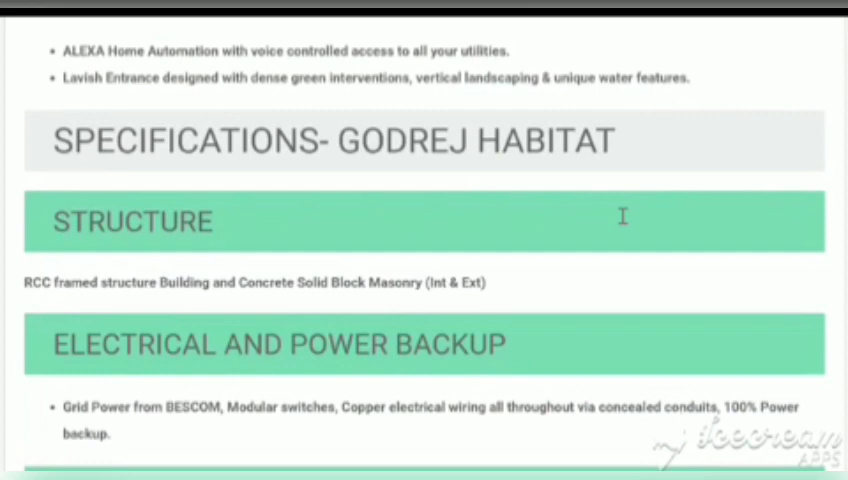 • ALEXA Home Automation with voice controlled access to all your utilities.
• Lavish Entrance designed with dense green interventions, vertical landscaping & unique water features.
SPECIFICATIONS- GODREJ HABITAT
STRUCTURE
RCC framed structure Building and Concrete Solid Block Masonry (Int & Ext)
ELECTRICAL AND POWER BACKUP
• Grid Power from BESCOM, Modular switches, Copper electrical wiring all throughout via concealed conduits, 100% Power
backup.
Icecream
APPS